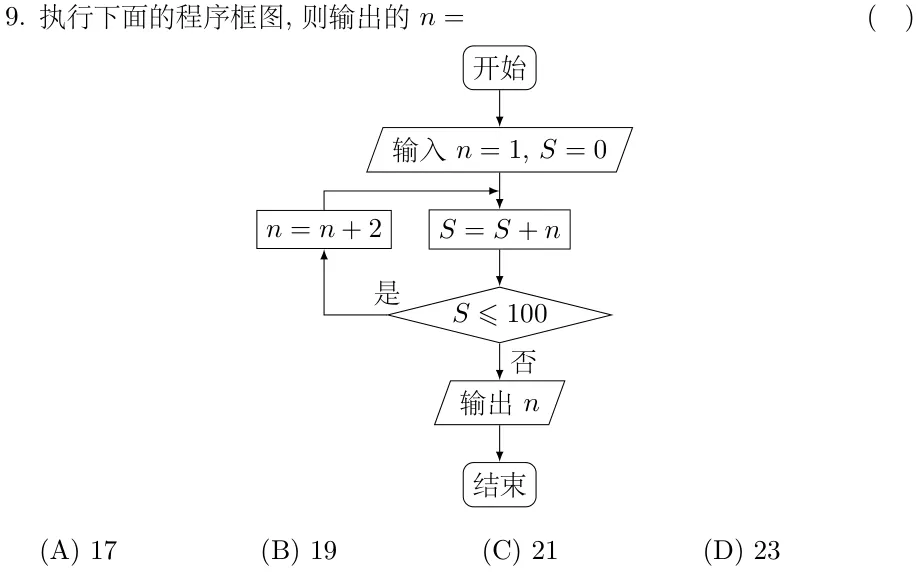 9. 执行下面的程序框图, 则输出的 n = ( )
开始
输入 n = 1, S = 0
n = n + 2
S = S + n
是
S ⩽ 100
否
输出 n
结束
(A) 17 (B) 19 (C) 21 (D) 23